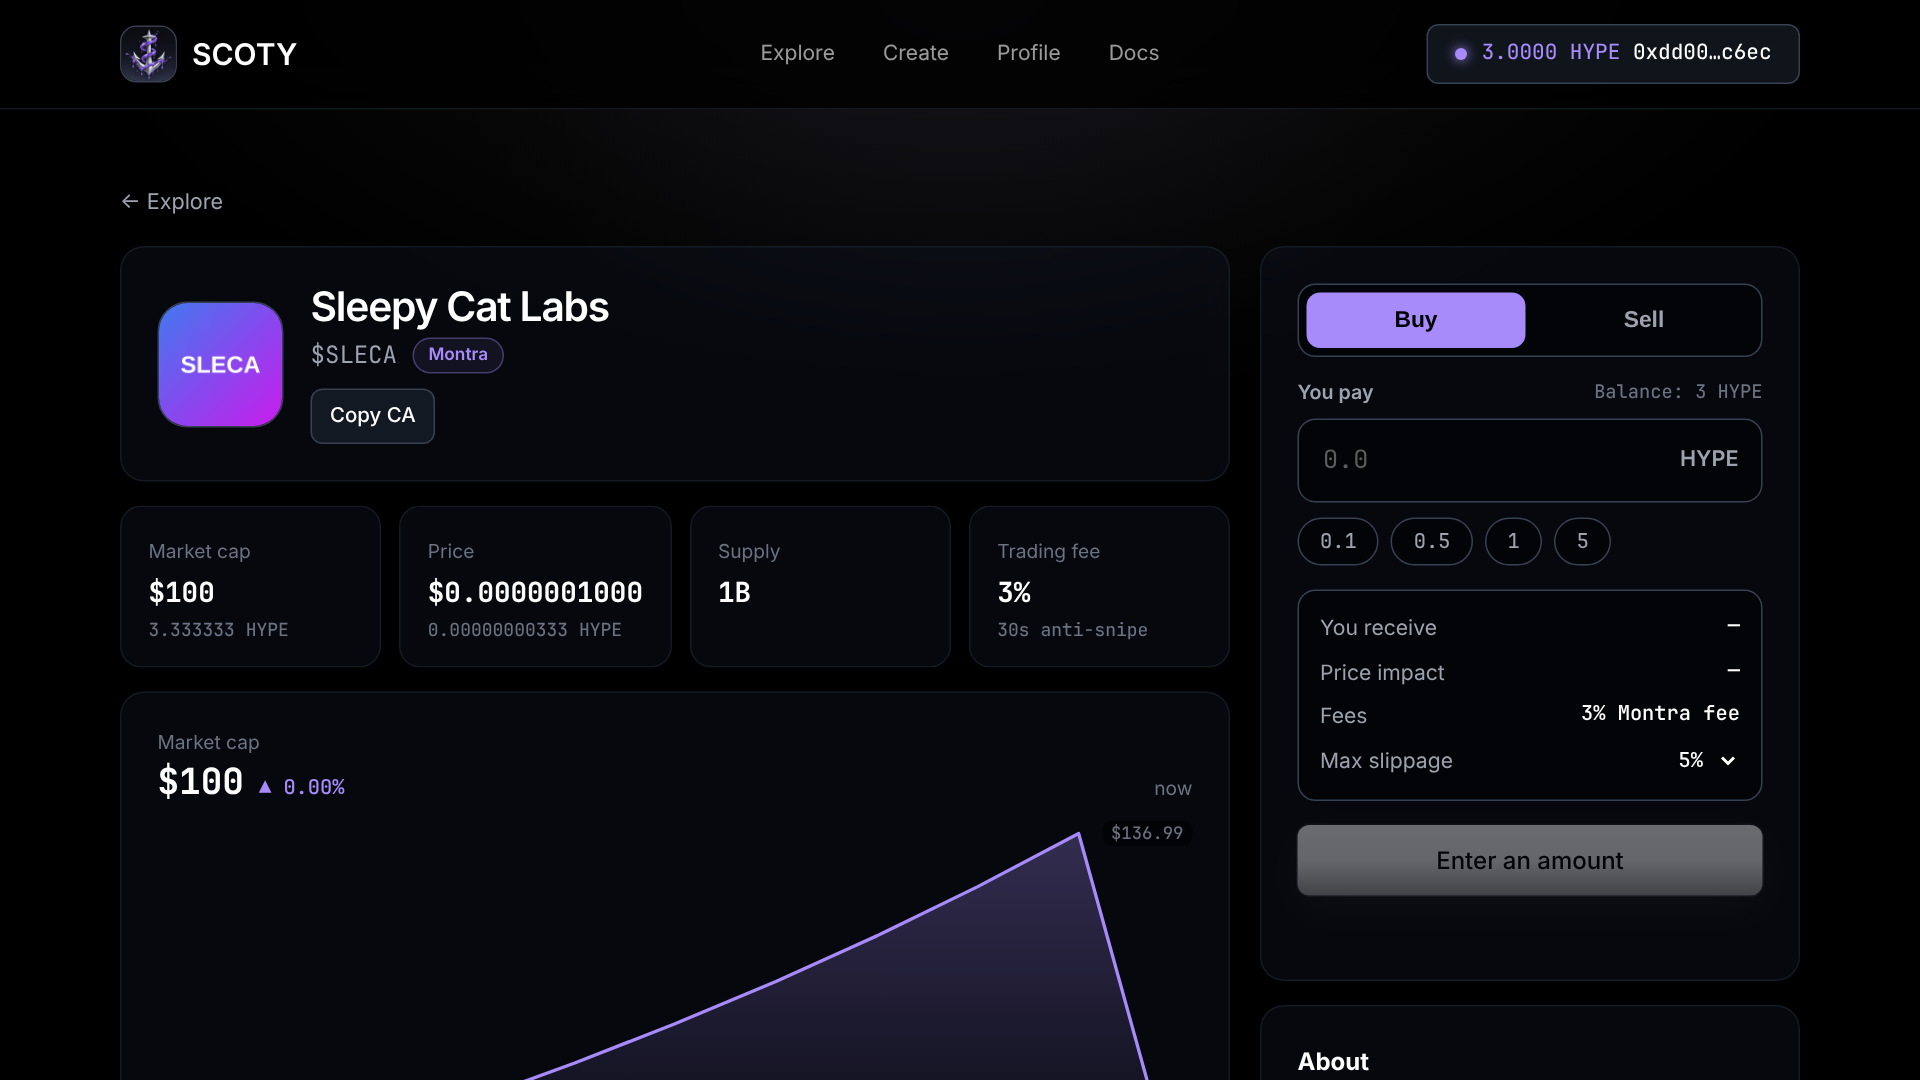 SCOTY
Explore
Create
Profile
Docs
3.0000 HYPE 0xdd00…c6ec
← Explore
SLECA
Sleepy Cat Labs
$SLECA
Montra
Copy CA
Market cap
$100
3.333333 HYPE
Price
$0.0000001000
0.00000000333 HYPE
Supply
1B
Trading fee
3%
30s anti-snipe
Market cap
$100
▲ 0.00%
now
$136.99
Buy
Sell
You pay
Balance: 3 HYPE
0.0
HYPE
0.1
0.5
1
5
You receive
–
Price impact
–
Fees
3% Montra fee
Max slippage
5%
Enter an amount
About